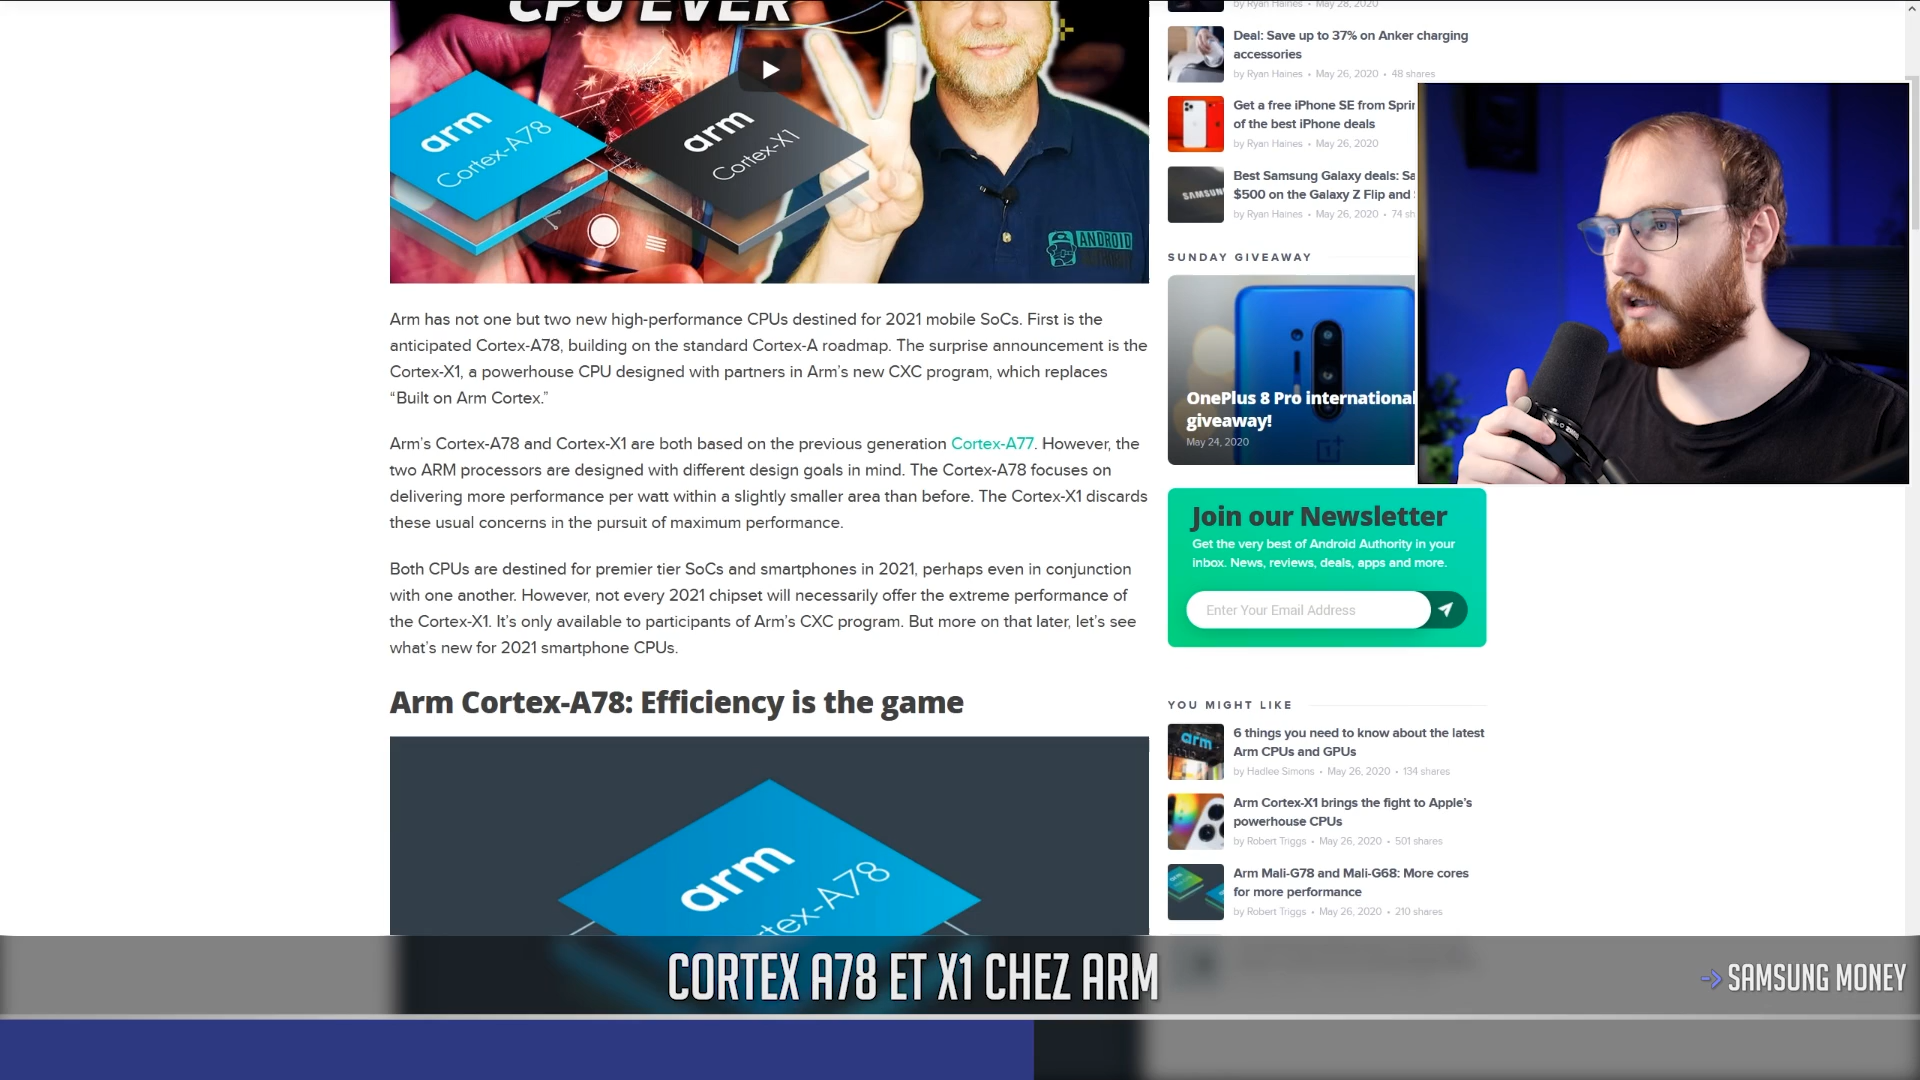 CPU EVER
arm
Cortex-A78
arm
Cortex-X1
ANDROID
Arm has not one but two new high-performance CPUs destined for 2021 mobile SoCs. First is the
anticipated Cortex-A78, building on the standard Cortex-A roadmap. The surprise announcement is the
Cortex-X1, a powerhouse CPU designed with partners in Arm’s new CXC program, which replaces
“Built on Arm Cortex.”
Arm’s Cortex-A78 and Cortex-X1 are both based on the previous generation Cortex-A77. However, the
two ARM processors are designed with different design goals in mind. The Cortex-A78 focuses on
delivering more performance per watt within a slightly smaller area than before. The Cortex-X1 discards
these usual concerns in the pursuit of maximum performance.
Both CPUs are destined for premier tier SoCs and smartphones in 2021, perhaps even in conjunction
with one another. However, not every 2021 chipset will necessarily offer the extreme performance of
the Cortex-X1. It’s only available to participants of Arm’s CXC program. But more on that later, let’s see
what’s new for 2021 smartphone CPUs.
Arm Cortex-A78: Efficiency is the game
arm
tex-A78
by Ryan Haines • May 28, 2020
Deal: Save up to 37% on Anker charging
accessories
by Ryan Haines • May 26, 2020 • 48 shares
Get a free iPhone SE from Sprin
of the best iPhone deals
by Ryan Haines • May 26, 2020
SAMSUN
Best Samsung Galaxy deals: Sa
$500 on the Galaxy Z Flip and
by Ryan Haines • May 26, 2020 • 74 sh
SUNDAY GIVEAWAY
OnePlus 8 Pro international
giveaway!
May 24, 2020
Join our Newsletter
Get the very best of Android Authority in your
inbox. News, reviews, deals, apps and more.
Enter Your Email Address
YOU MIGHT LIKE
arm
6 things you need to know about the latest
Arm CPUs and GPUs
by Hadlee Simons • May 26, 2020 • 134 shares
Arm Cortex-X1 brings the fight to Apple’s
powerhouse CPUs
by Robert Triggs • May 26, 2020 • 501 shares
Arm Mali-G78 and Mali-G68: More cores
for more performance
by Robert Triggs • May 26, 2020 • 210 shares
CORTEX A78 ET X1 CHEZ ARM
SAMSUNG MONEY